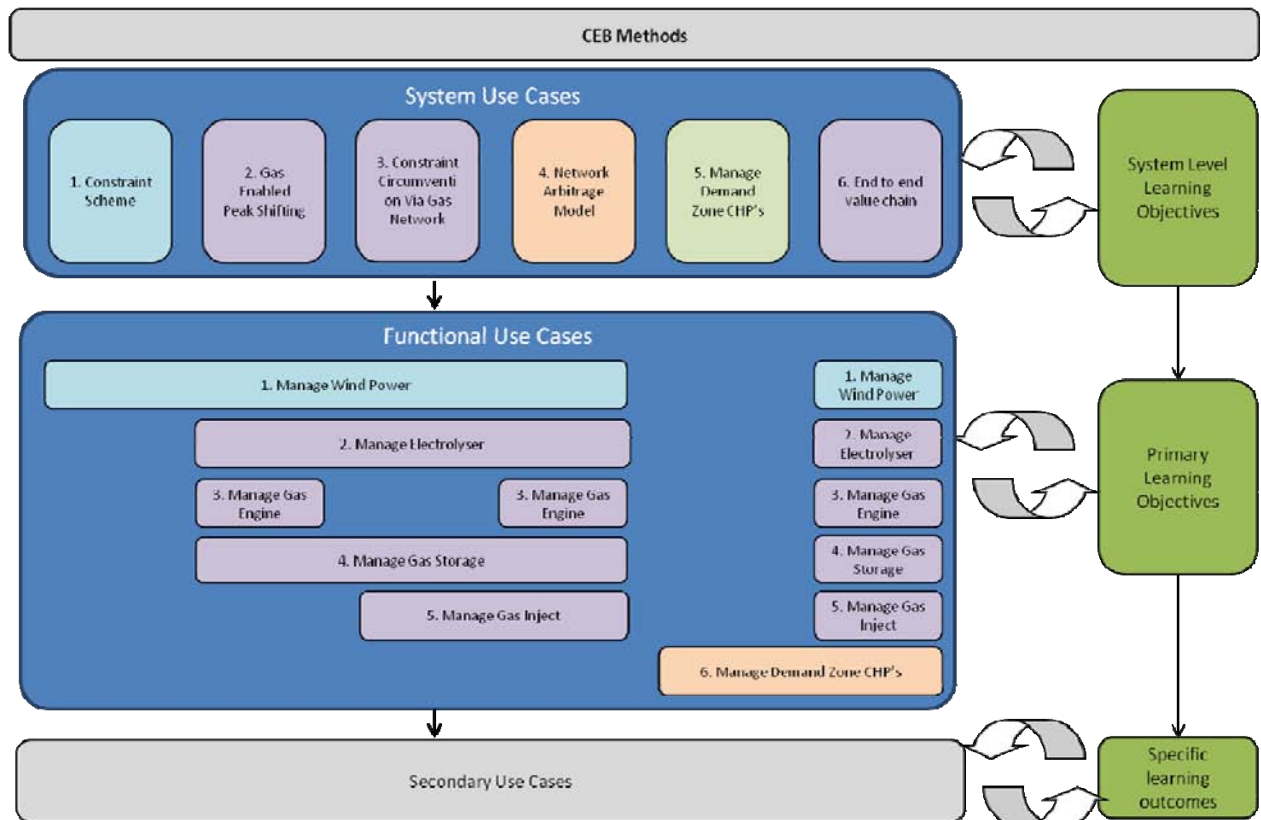 CEB Methods
System Use Cases
1. Constraint
Scheme
2. Gas
Enabled
Peak Shifting
3. Constraint
Circumventi
on Via Gas
Network
4. Network
Arbitrage
Model
5. Manage
Demand
Zone CHP's
6. End to end
value chain
System Level
Learning
Objectives
Functional Use Cases
1. Manage Wind Power
1. Manage
Wind Power
2. Manage Electrolyser
2. Manage
Electrolyser
3. Manage Gas
Engine
3. Manage Gas
Engine
3. Manage Gas
Engine
4. Manage Gas Storage
4. Manage Gas
Storage
5. Manage Gas Inject
5. Manage Gas
Inject
6. Manage Demand Zone CHP's
Primary
Learning
Objectives
Secondary Use Cases
Specific
learning
outcomes